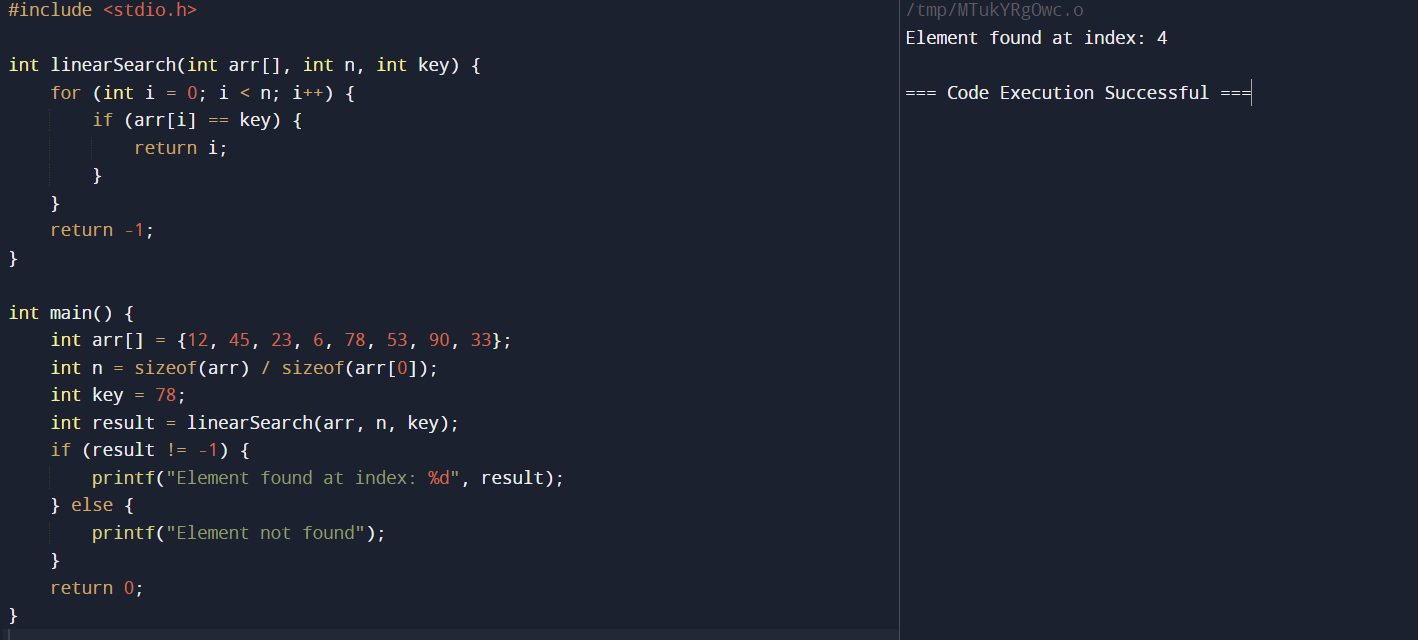 #include <stdio.h>

int linearSearch(int arr[], int n, int key) {
    for (int i = 0; i < n; i++) {
        if (arr[i] == key) {
            return i;
        }
    }
    return -1;
}

int main() {
    int arr[] = {12, 45, 23, 6, 78, 53, 90, 33};
    int n = sizeof(arr) / sizeof(arr[0]);
    int key = 78;
    int result = linearSearch(arr, n, key);
    if (result != -1) {
        printf("Element found at index: %d", result);
    } else {
        printf("Element not found");
    }
    return 0;
}

/tmp/MTukYRgOwc.o
Element found at index: 4

=== Code Execution Successful ===